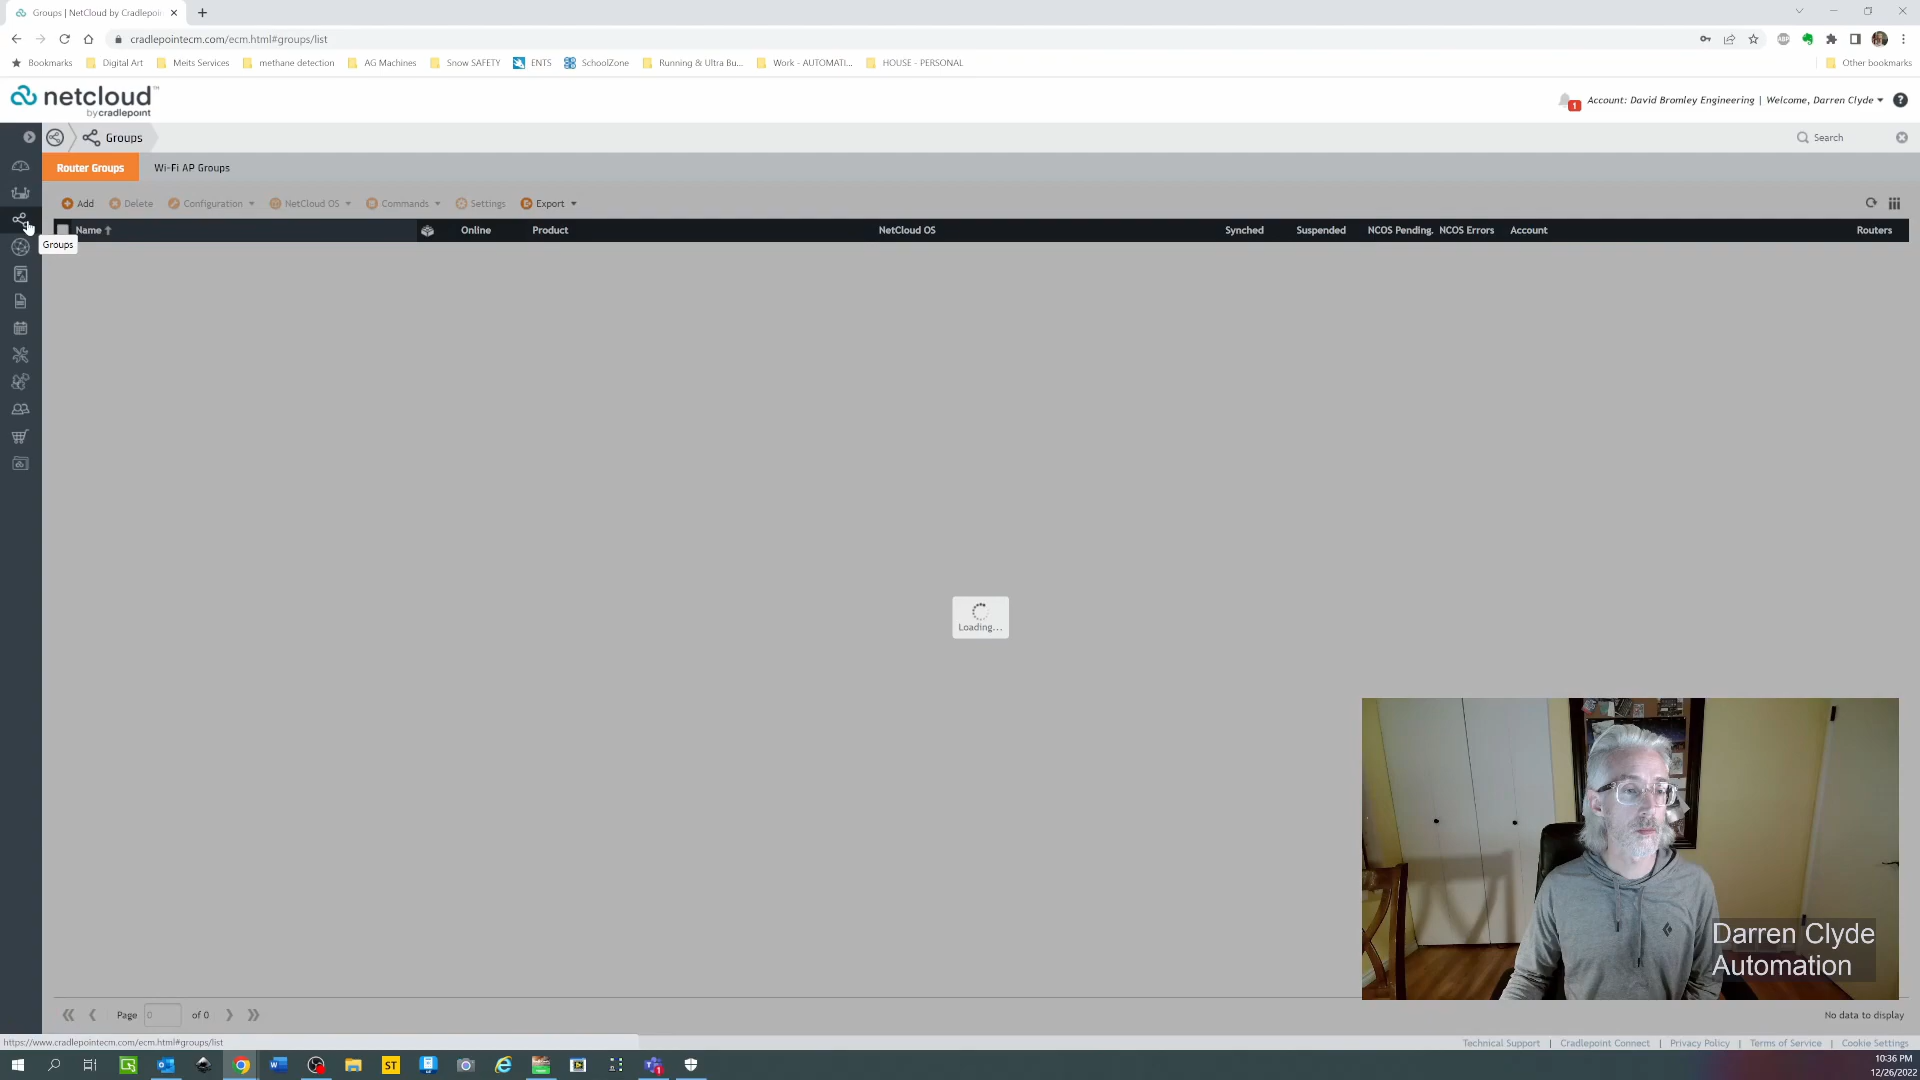 Groups | NetCloud by Cradlepoin
cradlepointecm.com/ecm.html#groups/list
Bookmarks
Digital Art
Meits Services
methane detection
AG Machines
Snow SAFETY
ENTS
SchoolZone
Running & Ultra Bu...
Work - AUTOMATI...
HOUSE - PERSONAL
Other bookmarks
netcloud™
by cradlepoint
1
Account: David Bromley Engineering | Welcome, Darren Clyde
?
Groups
Search
Router Groups
Wi-Fi AP Groups
Add
Delete
Configuration
NetCloud OS
Commands
Settings
Export
Name
Online
Product
NetCloud OS
Synched
Suspended
NCOS Pending.
NCOS Errors
Account
Routers
Groups
Loading...
Darren Clyde
Automation
Page 0 of 0
No data to display
https://www.cradlepointecm.com/ecm.html#groups/list
Technical Support | Cradlepoint Connect | Privacy Policy | Terms of Service | Cookie Settings
ST
10:36 PM
12/26/2022